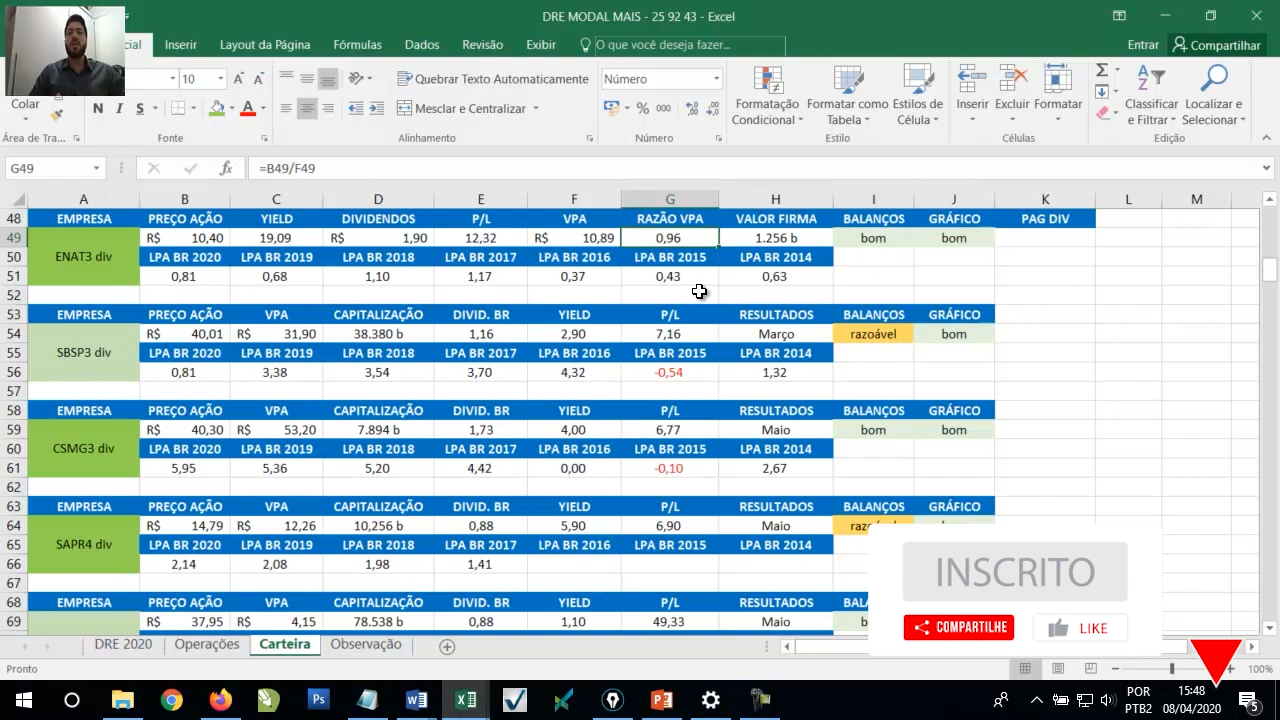 DRE MODAL MAIS - 25 92 43 - Excel
Inserir Layout da Página Fórmulas Dados Revisão Exibir O que você deseja fazer... Entrar Compartilhar
Colar
10
Quebrar Texto Automaticamente
Mesclar e Centralizar
Número
% 000
N I S
Formatação Condicional
Formatar como Tabela
Estilos de Célula
Inserir
Excluir
Formatar
Classificar e Filtrar
Localizar e Selecionar
Área de Tra... Fonte Alinhamento Número Estilo Células Edição
G49 =B49/F49
A B C D E F G H I J K L M
48 EMPRESA PREÇO AÇÃO YIELD DIVIDENDOS P/L VPA RAZÃO VPA VALOR FIRMA BALANÇOS GRÁFICO PAG DIV
49 R$ 10,40 19,09 R$ 1,90 12,32 R$ 10,89 0,96 1.256 b bom bom
50 ENAT3 div LPA BR 2020 LPA BR 2019 LPA BR 2018 LPA BR 2017 LPA BR 2016 LPA BR 2015 LPA BR 2014
51 0,81 0,68 1,10 1,17 0,37 0,43 0,63
52
53 EMPRESA PREÇO AÇÃO VPA CAPITALIZAÇÃO DIVID. BR YIELD P/L RESULTADOS BALANÇOS GRÁFICO
54 R$ 40,01 R$ 31,90 38.380 b 1,16 2,90 7,16 Março razoável bom
55 SBSP3 div LPA BR 2020 LPA BR 2019 LPA BR 2018 LPA BR 2017 LPA BR 2016 LPA BR 2015 LPA BR 2014
56 0,81 3,38 3,54 3,70 4,32 -0,54 1,32
57
58 EMPRESA PREÇO AÇÃO VPA CAPITALIZAÇÃO DIVID. BR YIELD P/L RESULTADOS BALANÇOS GRÁFICO
59 R$ 40,30 R$ 53,20 7.894 b 1,73 4,00 6,77 Maio bom bom
60 CSMG3 div LPA BR 2020 LPA BR 2019 LPA BR 2018 LPA BR 2017 LPA BR 2016 LPA BR 2015 LPA BR 2014
61 5,95 5,36 5,20 4,42 0,00 -0,10 2,67
62
63 EMPRESA PREÇO AÇÃO VPA CAPITALIZAÇÃO DIVID. BR YIELD P/L RESULTADOS BALANÇOS GRÁFICO
64 R$ 14,79 R$ 12,26 10,256 b 0,88 5,90 6,90 Maio
65 SAPR4 div LPA BR 2020 LPA BR 2019 LPA BR 2018 LPA BR 2017 LPA BR 2016 LPA BR 2015 LPA BR 2014
66 2,14 2,08 1,98 1,41
67
68 EMPRESA PREÇO AÇÃO VPA CAPITALIZAÇÃO DIVID. BR YIELD P/L RESULTADOS
69 R$ 37,95 R$ 4,15 78.538 b 0,88 1,10 49,33 Maio
INSCRITO
COMPARTILHE LIKE
DRE 2020 Operações Carteira Observação
Pronto 100%
POR 15:48
PTB2 08/04/2020 5